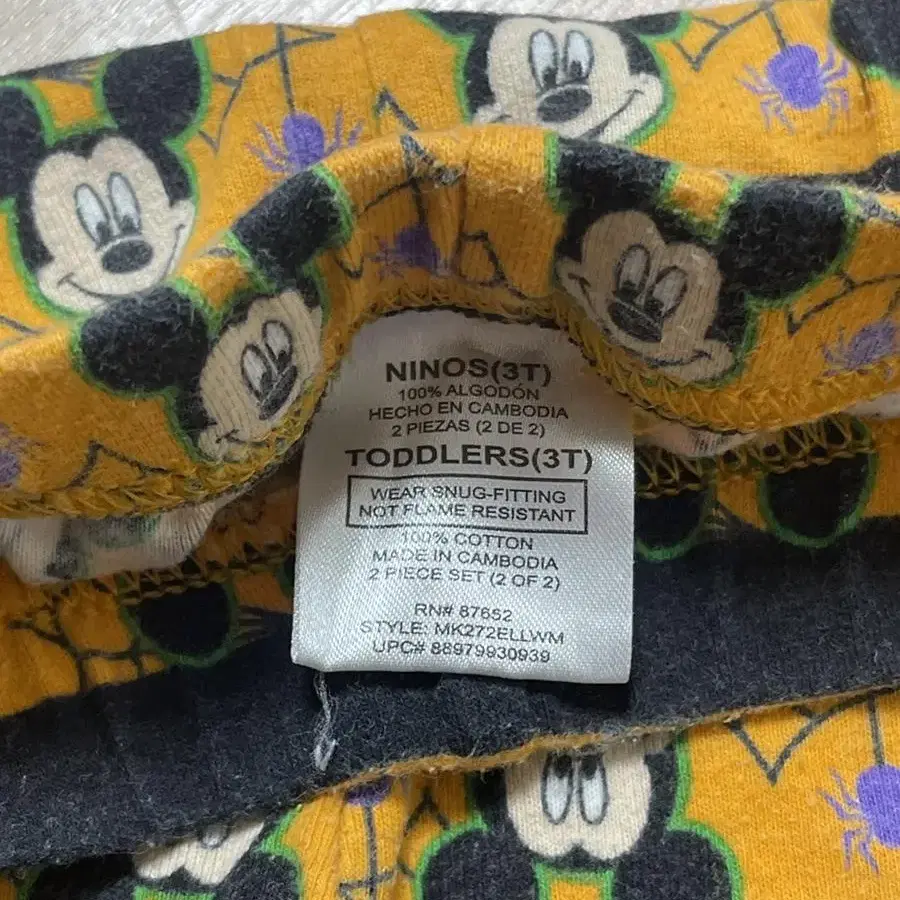 NINOS(3T)
100% ALGODÓN
HECHO EN CAMBODIA
2 PIEZAS (2 DE 2)
TODDLERS(3T)
WEAR SNUG-FITTING
NOT FLAME RESISTANT
100% COTTON
MADE IN CAMBODIA
2 PIECE SET (2 OF 2)
RN# 87652
STYLE: MK272ELLWM
UPC# 88979930939